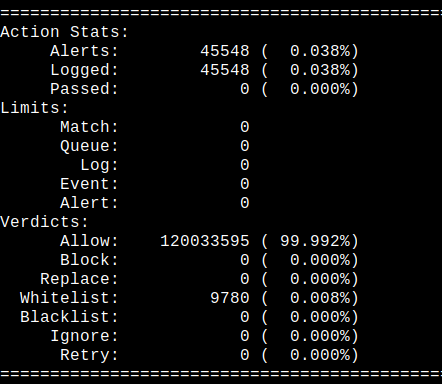 ============================================
Action Stats:
     Alerts:        45548 (  0.038%)
     Logged:        45548 (  0.038%)
     Passed:            0 (  0.000%)
Limits:
      Match:            0
      Queue:            0
        Log:            0
      Event:            0
      Alert:            0
Verdicts:
      Allow:    120033595 ( 99.992%)
      Block:            0 (  0.000%)
    Replace:            0 (  0.000%)
  Whitelist:         9780 (  0.008%)
  Blacklist:            0 (  0.000%)
     Ignore:            0 (  0.000%)
      Retry:            0 (  0.000%)
============================================